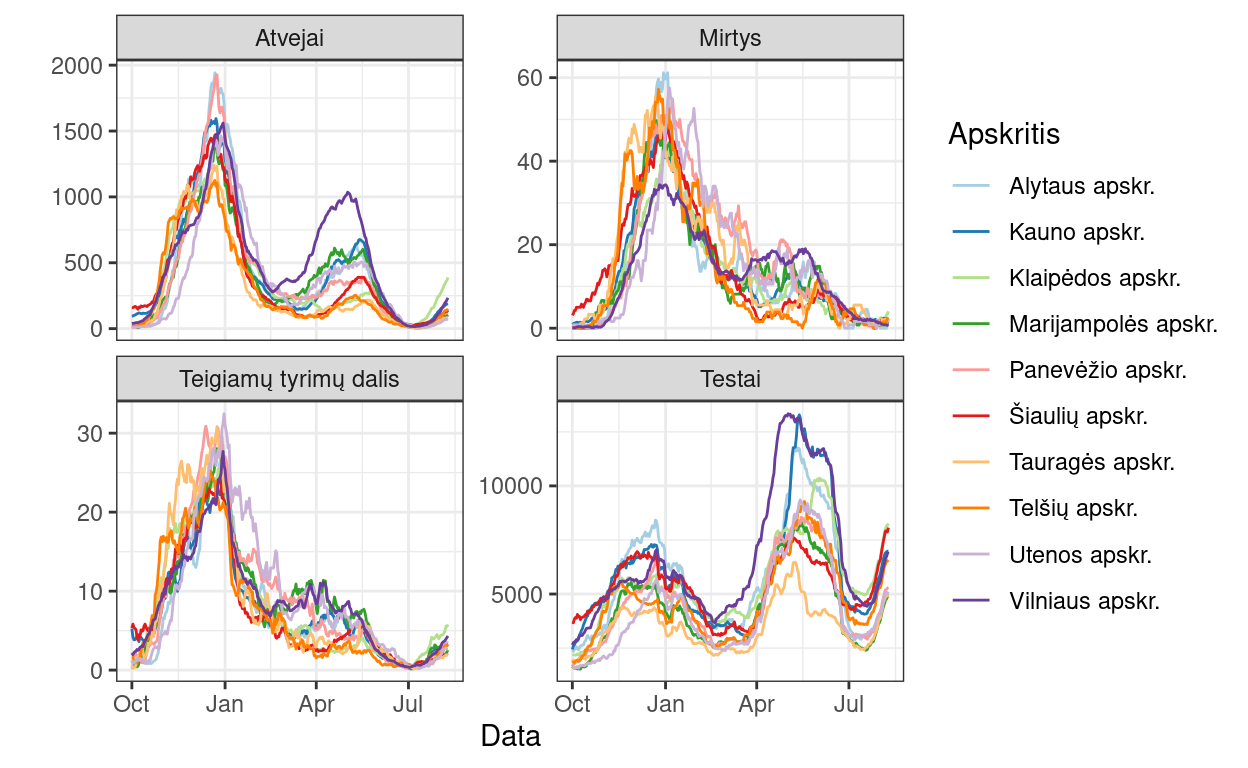 Atvejai
Mirtys
2000
1500
1000
500
0
60
40
20
0
Teigiamų tyrimų dalis
Testai
30
20
10
0
10000
5000
Oct Jan Apr Jul
Oct Jan Apr Jul
Data
Apskritis
Alytaus apskr.
Kauno apskr.
Klaipėdos apskr.
Marijampolės apskr.
Panevėžio apskr.
Šiaulių apskr.
Tauragės apskr.
Telšių apskr.
Utenos apskr.
Vilniaus apskr.